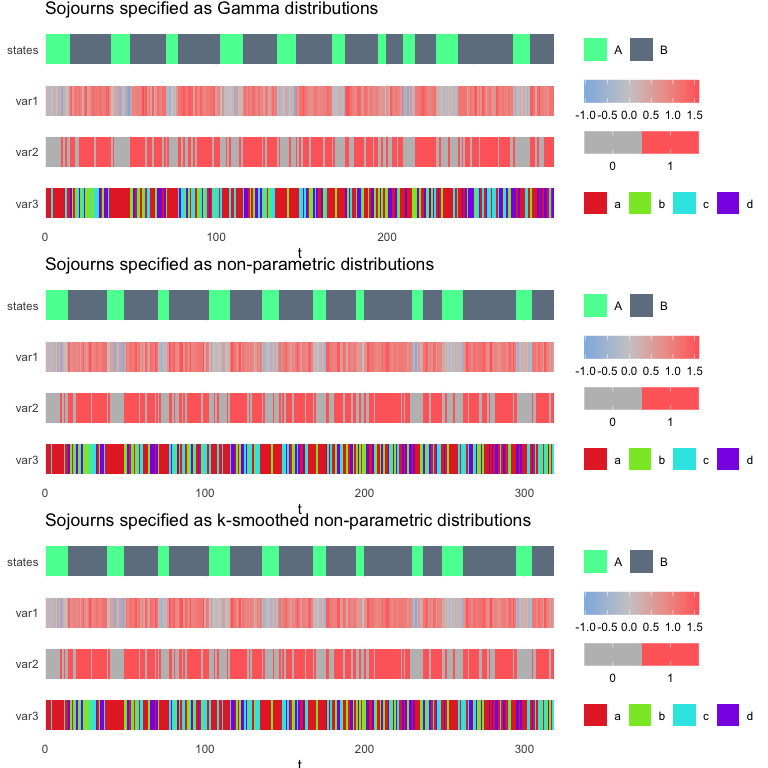 Sojourns specified as Gamma distributions
states
A B
var1
-1.0 -0.5 0.0 0.5 1.0 1.5
var2
0 1
var3
a b c d
0 100 200
t
Sojourns specified as non-parametric distributions
states
A B
var1
-1.0 -0.5 0.0 0.5 1.0 1.5
var2
0 1
var3
a b c d
0 100 200 300
t
Sojourns specified as k-smoothed non-parametric distributions
states
A B
var1
-1.0 -0.5 0.0 0.5 1.0 1.5
var2
0 1
var3
a b c d
0 100 200 300
t